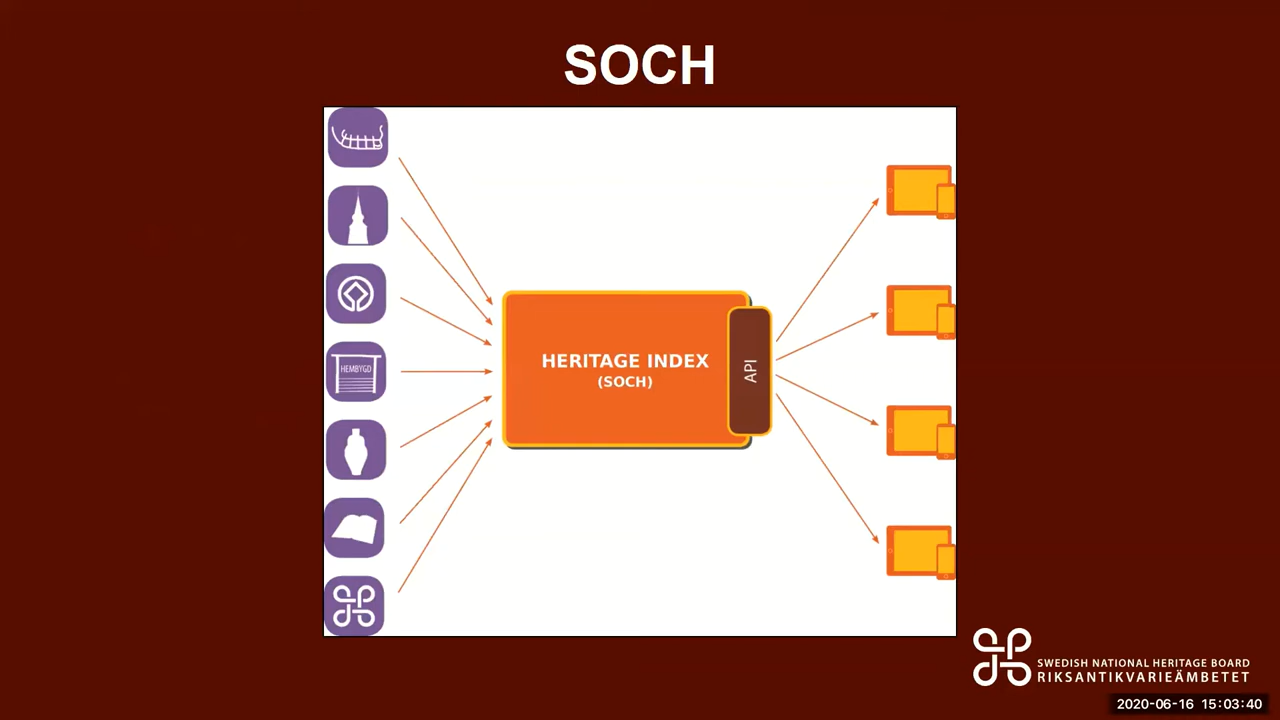 SOCH
HEMBYGD
HERITAGE INDEX
(SOCH)
API
SWEDISH NATIONAL HERITAGE BOARD
RIKSANTIKVARIEÄMBETET
2020-06-16 15:03:40